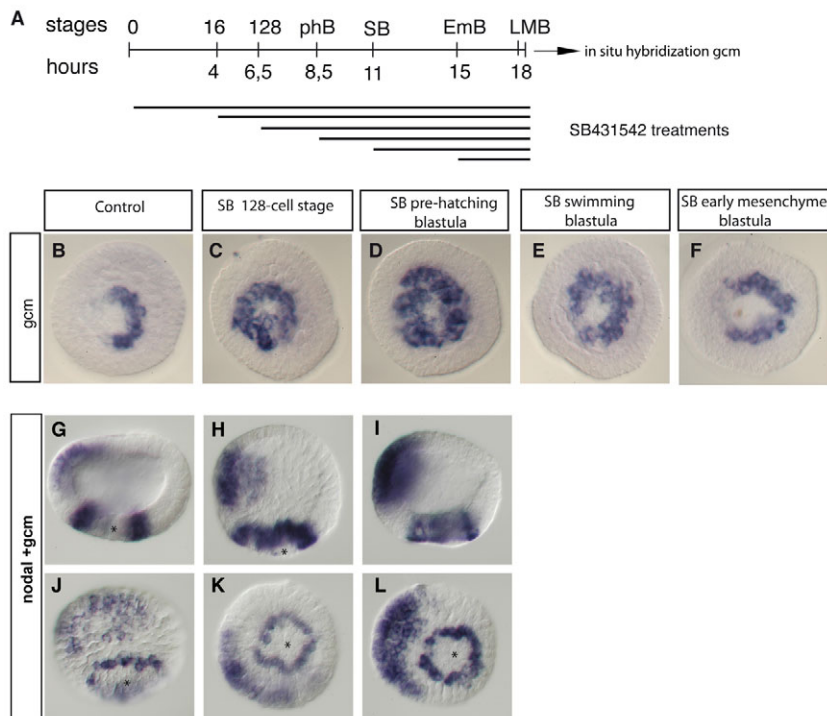 A
stages 0 16 128 phB SB EmB LMB
in situ hybridization gcm
hours 4 6,5 8,5 11 15 18
SB431542 treatments
Control
SB 128-cell stage
SB pre-hatching
blastula
SB swimming
blastula
SB early mesenchyme
blastula
gcm
B C D E F
nodal +gcm
G H I
* *
J K L
* * *